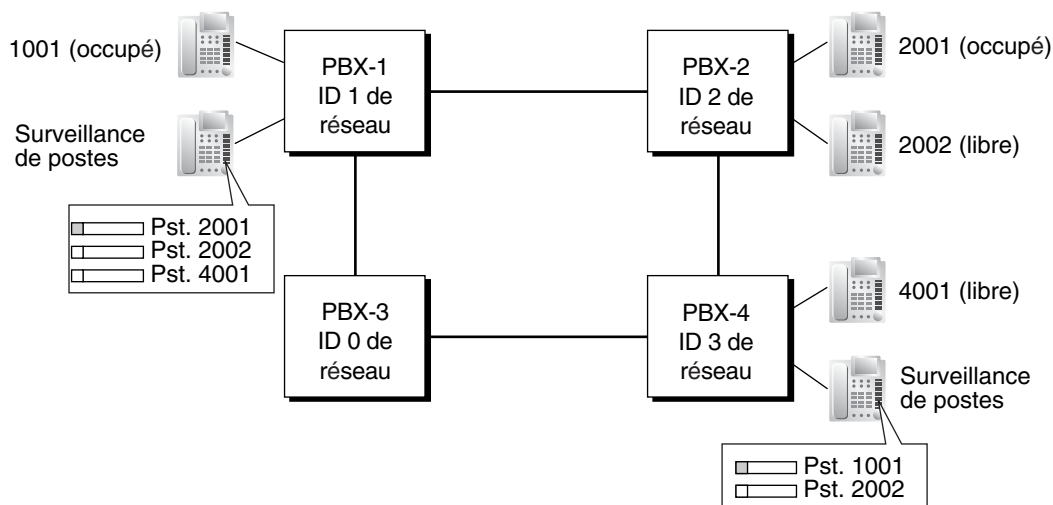 1001 (occupé)
PBX-1
ID 1 de
réseau
PBX-2
ID 2 de
réseau
2001 (occupé)
Surveillance
de postes
2002 (libre)
Pst. 2001
Pst. 2002
Pst. 4001
PBX-3
ID 0 de
réseau
PBX-4
ID 3 de
réseau
4001 (libre)
Surveillance
de postes
Pst. 1001
Pst. 2002